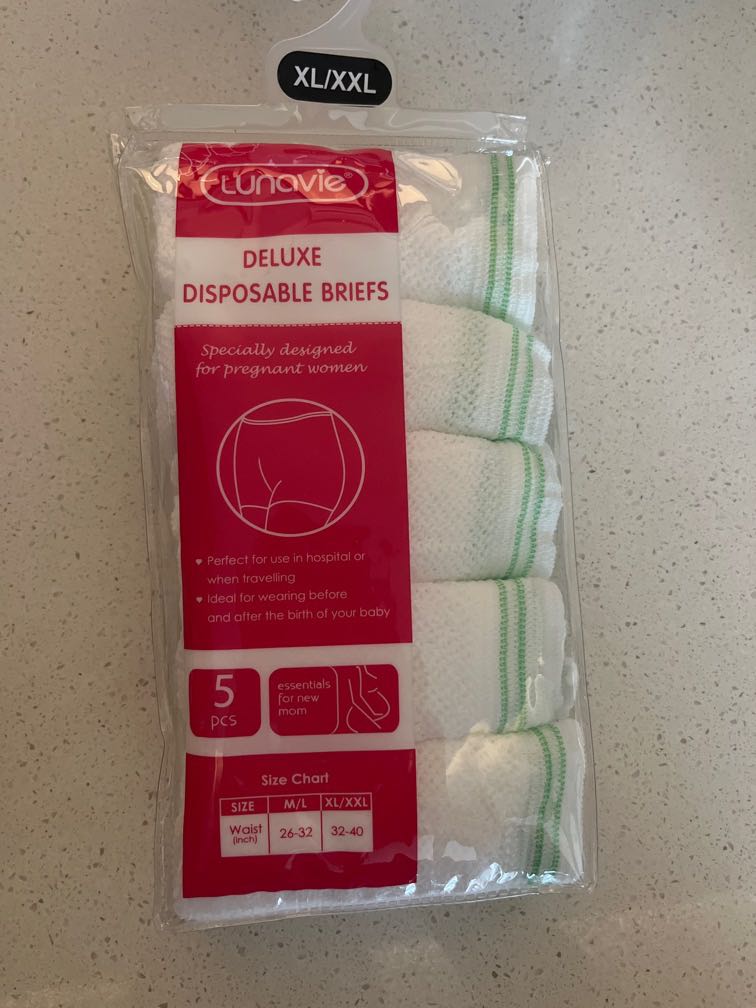 XL/XXL
Lunavie®
DELUXE
DISPOSABLE BRIEFS
Specially designed
for pregnant women
Perfect for use in hospital or
when travelling
Ideal for wearing before
and after the birth of your baby
5
pcs
essentials
for new
mom
Size Chart
SIZE M/L XL/XXL
Waist 26-32 32-40
(inch)